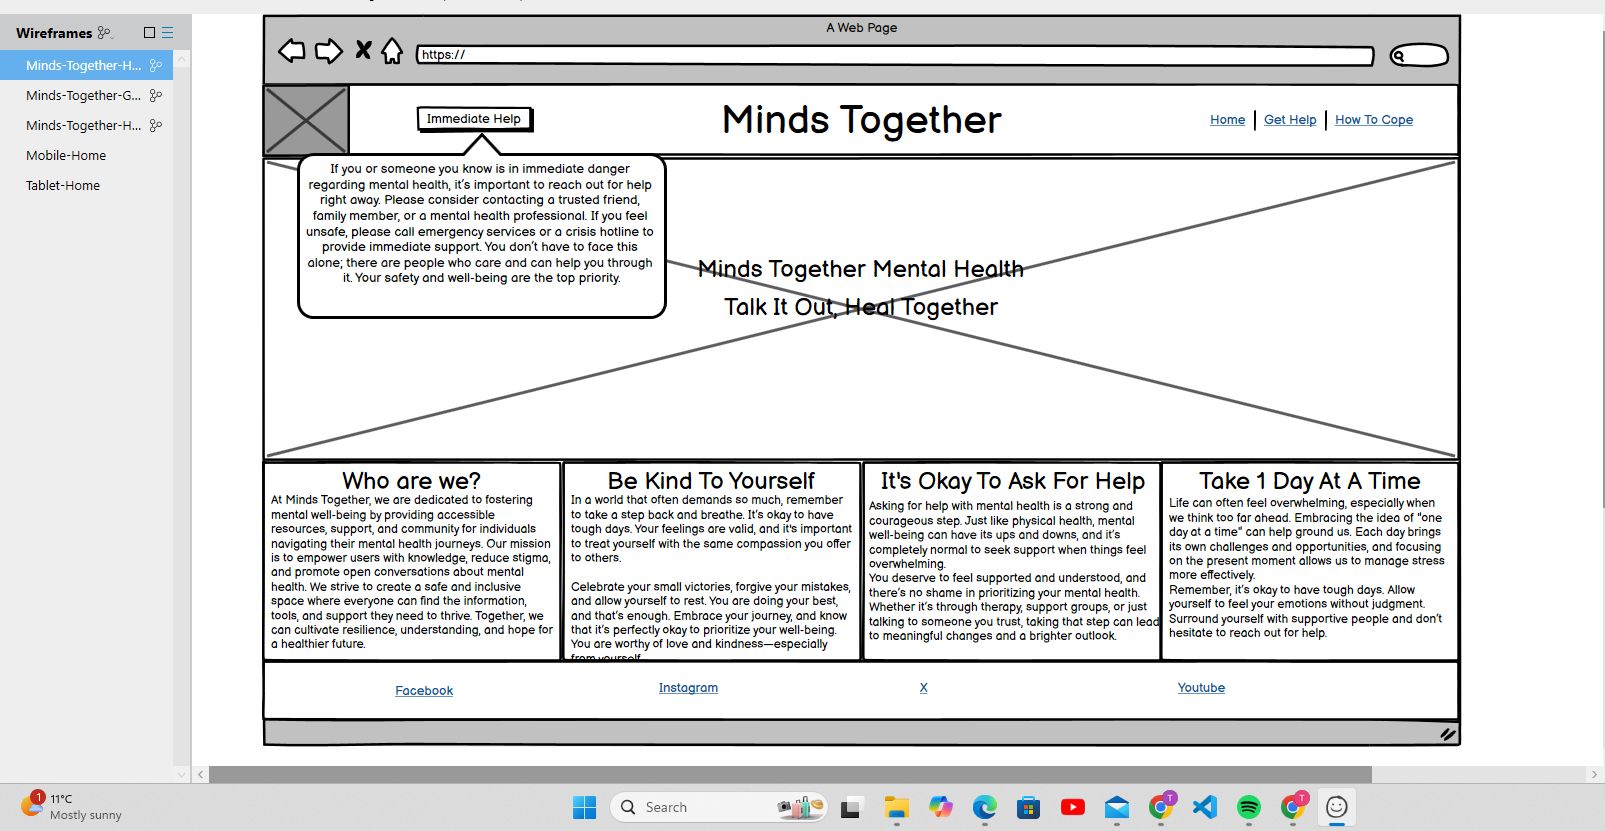 Wireframes
Minds-Together-H...
Minds-Together-G...
Minds-Together-H...
Mobile-Home
Tablet-Home
A Web Page
https://
Immediate Help
Minds Together
Home | Get Help | How To Cope
If you or someone you know is in immediate danger
regarding mental health, it's important to reach out for help
right away. Please consider contacting a trusted friend,
family member, or a mental health professional. If you feel
unsafe, please call emergency services or a crisis hotline to
provide immediate support. You don't have to face this
alone; there are people who care and can help you through
it. Your safety and well-being are the top priority.
Minds Together Mental Health
Talk It Out, Heal Together
Who are we?
At Minds Together, we are dedicated to fostering
mental well-being by providing accessible
resources, support, and community for individuals
navigating their mental health journeys. Our mission
is to empower users with knowledge, reduce stigma,
and promote open conversations about mental
health. We strive to create a safe and inclusive
space where everyone can find the information,
tools, and support they need to thrive. Together, we
can cultivate resilience, understanding, and hope for
a healthier future.
Be Kind To Yourself
In a world that often demands so much, remember
to take a step back and breathe. It's okay to have
tough days. Your feelings are valid, and it's important
to treat yourself with the same compassion you offer
to others.
Celebrate your small victories, forgive your mistakes,
and allow yourself to rest. You are doing your best,
and that's enough. Embrace your journey, and know
that it's perfectly okay to prioritize your well-being.
You are worthy of love and kindness—especially
from yourself
It's Okay To Ask For Help
Asking for help with mental health is a strong and
courageous step. Just like physical health, mental
well-being can have its ups and downs, and it's
completely normal to seek support when things feel
overwhelming.
You deserve to feel supported and understood, and
there's no shame in prioritizing your mental health.
Whether it's through therapy, support groups, or just
talking to someone you trust, taking that step can lead
to meaningful changes and a brighter outlook.
Take 1 Day At A Time
Life can often feel overwhelming, especially when
we think too far ahead. Embracing the idea of "one
day at a time" can help ground us. Each day brings
its own challenges and opportunities, and focusing
on the present moment allows us to manage stress
more effectively.
Remember, it's okay to have tough days. Allow
yourself to feel your emotions without judgment.
Surround yourself with supportive people and don't
hesitate to reach out for help.
Facebook
Instagram
X
Youtube
1
11°C
Mostly sunny
Search
T
T